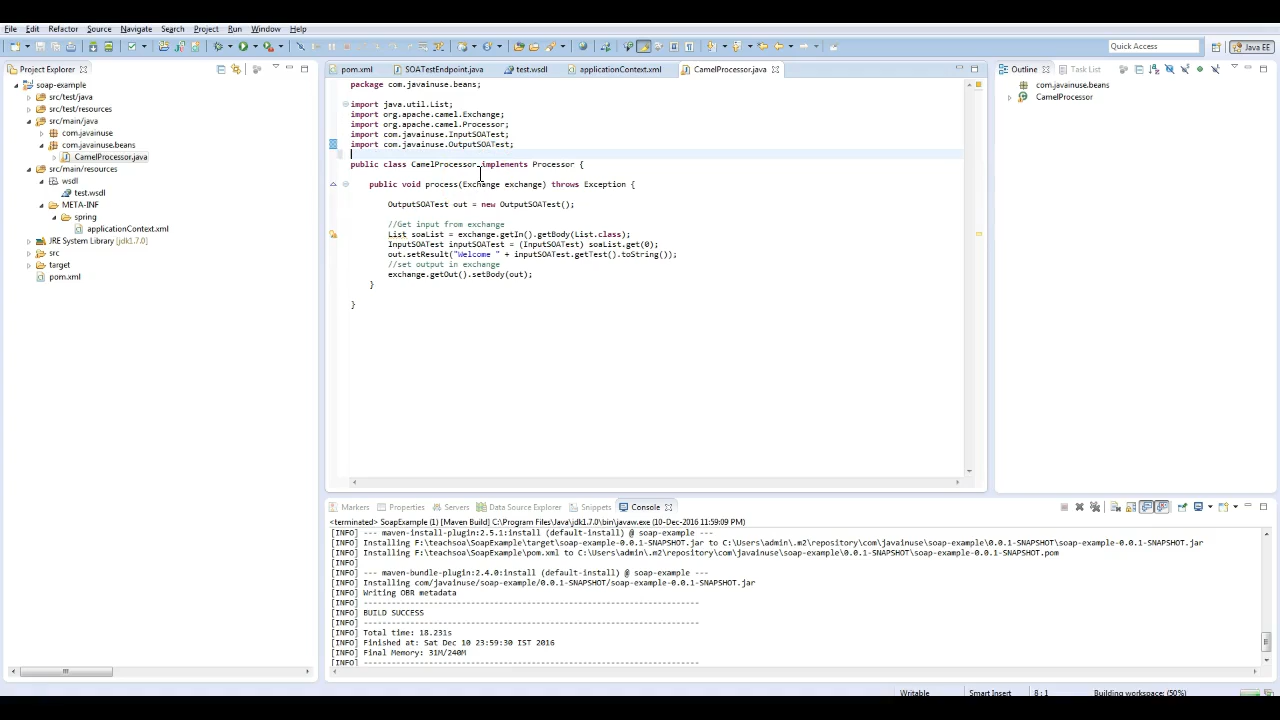 File Edit Refactor Source Navigate Search Project Run Window Help
Quick Access
Java EE
Project Explorer
soap-example
src/test/java
src/test/resources
src/main/java
com.javainuse
com.javainuse.beans
CamelProcessor.java
src/main/resources
wsdl
test.wsdl
META-INF
spring
applicationContext.xml
JRE System Library [jdk1.7.0]
src
target
pom.xml
pom.xml SOATestEndpoint.java test.wsdl applicationContext.xml CamelProcessor.java
package com.javainuse.beans;
import java.util.List;
import org.apache.camel.Exchange;
import org.apache.camel.Processor;
import com.javainuse.InputSOATest;
import com.javainuse.OutputSOATest;
public class CamelProcessor implements Processor {
public void process(Exchange exchange) throws Exception {
OutputSOATest out = new OutputSOATest();
//Get input from exchange
List soaList = exchange.getIn().getBody(List.class);
InputSOATest inputSOATest = (InputSOATest) soaList.get(0);
out.setResult("Welcome " + inputSOATest.getTest().toString());
//set output in exchange
exchange.getOut().setBody(out);
}
}
Outline Task List
com.javainuse.beans
CamelProcessor
Markers Properties Servers Data Source Explorer Snippets Console
<terminated> SoapExample (1) [Maven Build] C:\Program Files\Java\jdk1.7.0\bin\javaw.exe (10-Dec-2016, 11:59:09 PM)
[INFO] --- maven-install-plugin:2.5.1:install (default-install) @ soap-example ---
[INFO] Installing F:\teachsoa\SoapExample\target\soap-example-0.0.1-SNAPSHOT.jar to C:\Users\admin\.m2\repository\com\javainuse\soap-example\0.0.1-SNAPSHOT\soap-example-0.0.1-SNAPSHOT.jar
[INFO] Installing F:\teachsoa\SoapExample\pom.xml to C:\Users\admin\.m2\repository\com\javainuse\soap-example\0.0.1-SNAPSHOT\soap-example-0.0.1-SNAPSHOT.pom
[INFO]
[INFO] --- maven-bundle-plugin:2.4.0:install (default-install) @ soap-example ---
[INFO] Installing com/javainuse/soap-example/0.0.1-SNAPSHOT/soap-example-0.0.1-SNAPSHOT.jar
[INFO] Writing OBR metadata
[INFO] ------------------------------------------------------------------------
[INFO] BUILD SUCCESS
[INFO] ------------------------------------------------------------------------
[INFO] Total time: 18.231s
[INFO] Finished at: Sat Dec 10 23:59:30 IST 2016
[INFO] Final Memory: 31M/240M
[INFO] ------------------------------------------------------------------------
Writable Smart Insert 8 : 1 Building workspace: (50%)